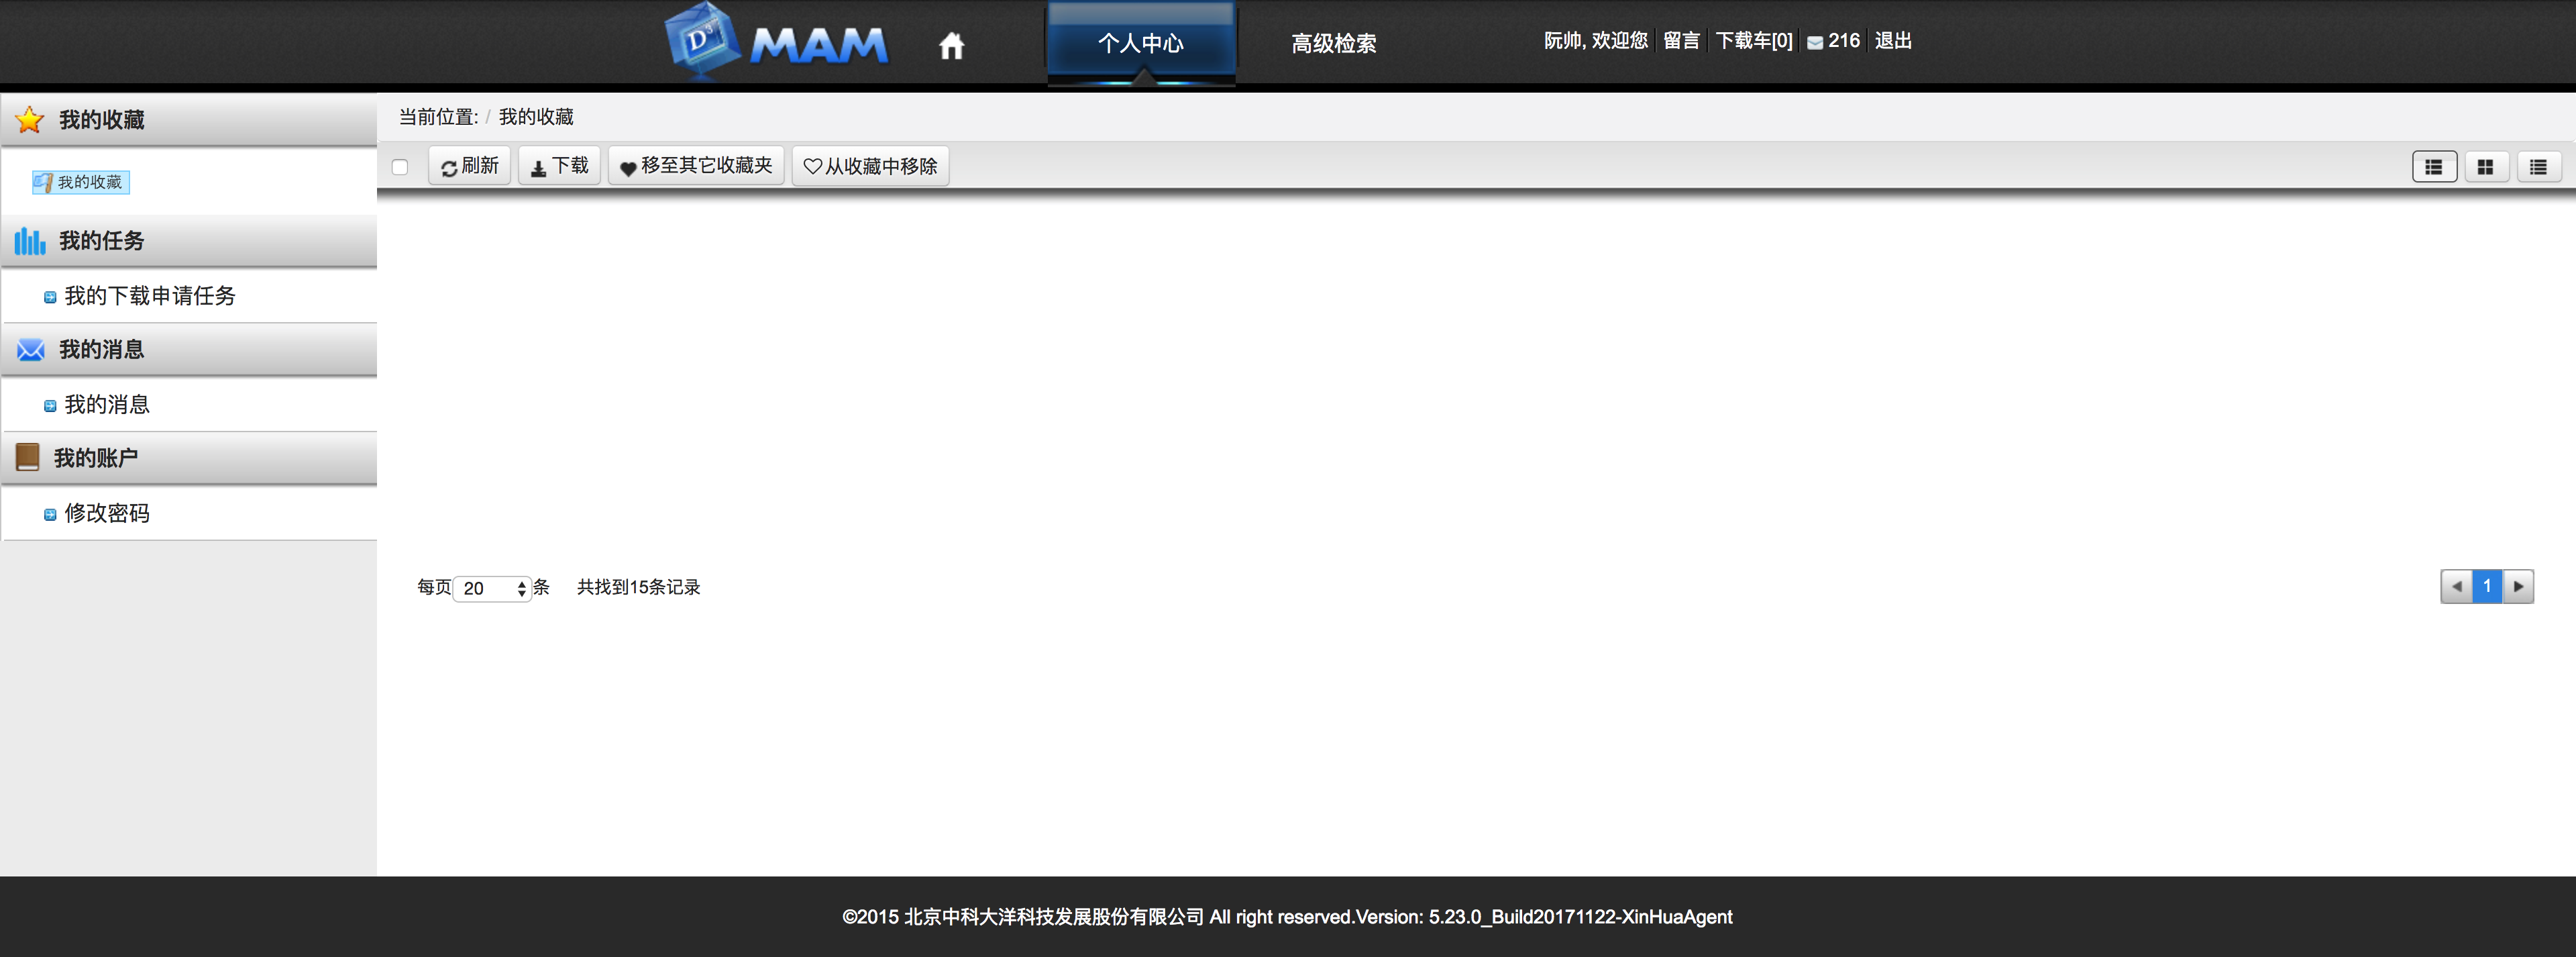 D³ MAM 个人中心 高级检索 阮帅, 欢迎您 留言 下载车[0] 216 退出
我的收藏
我的收藏
我的任务
我的下载申请任务
我的消息
我的消息
我的账户
修改密码
当前位置: / 我的收藏
刷新 下载 移至其它收藏夹 从收藏中移除
每页 20 条 共找到15条记录 1
©2015 北京中科大洋科技发展股份有限公司 All right reserved.Version: 5.23.0_Build20171122-XinHuaAgent